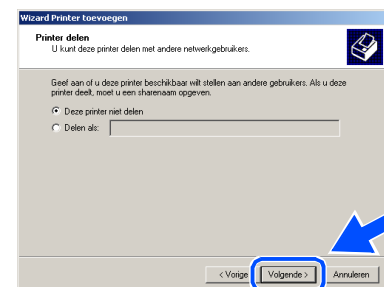 Wizard Printer toevoegen
Printer delen
U kunt deze printer delen met andere netwerkgebruikers.
Geef aan of u deze printer beschikbaar wilt stellen aan andere gebruikers. Als u deze
printer deelt, moet u een sharenaam opgeven.
Deze printer niet delen
Delen als:
< Vorige
Volgende >
Annuleren